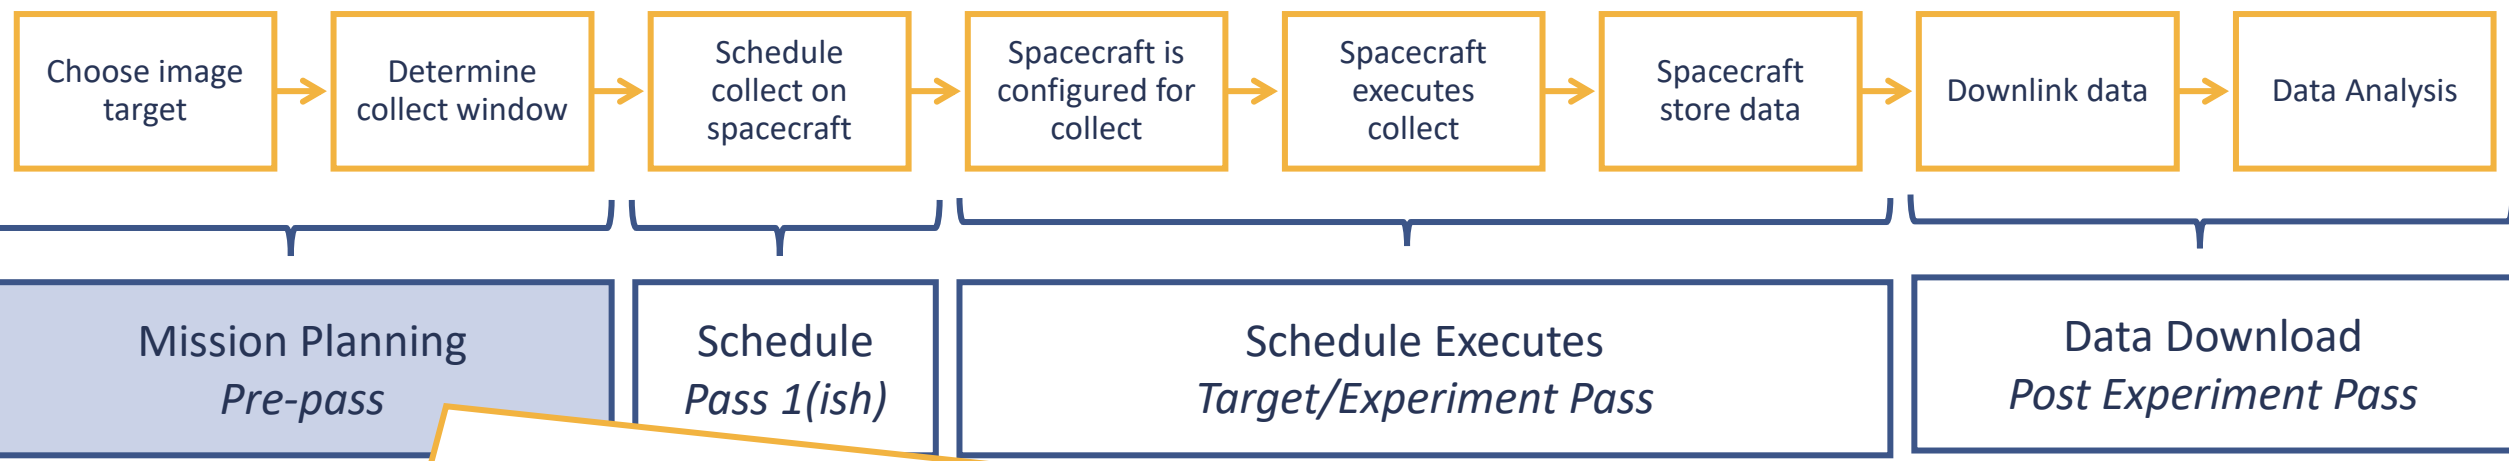 Choose image
target
Determine
collect window
Schedule
collect on
spacecraft
Spacecraft is
configured for
collect
Spacecraft
executes
collect
Spacecraft
store data
Downlink data
Data Analysis
Mission Planning
Pre-pass
Schedule
Pass 1(ish)
Schedule Executes
Target/Experiment Pass
Data Download
Post Experiment Pass